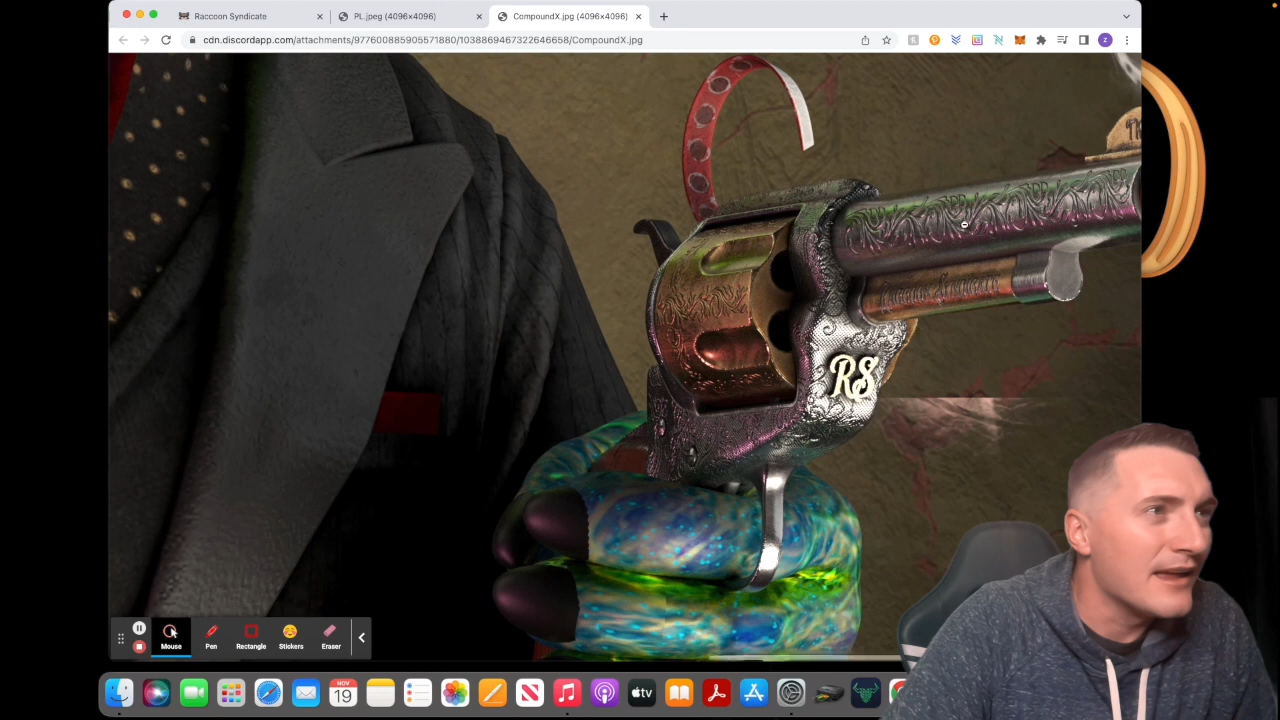 Raccoon Syndicate
PL.jpeg (4096×4096)
CompoundX.jpg (4096×4096)
cdn.discordapp.com/attachments/977600885905571880/1038869467322646658/CompoundX.jpg
RS
Mouse
Pen
Rectangle
Stickers
Eraser
NOV
19
tv